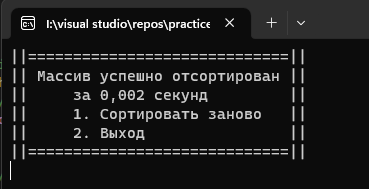 I:\visual studio\repos\practice
||============================||
|| Массив успешно отсортирован ||
|| за 0,002 секунд ||
|| 1. Сортировать заново ||
|| 2. Выход ||
||============================||